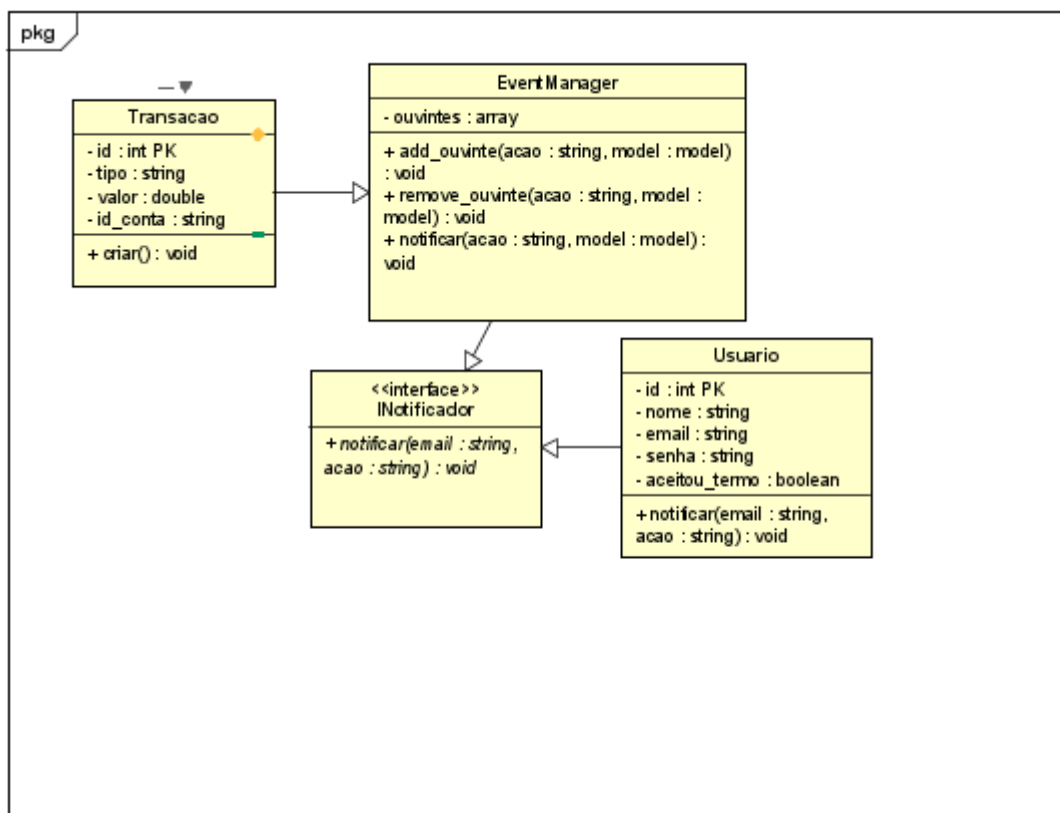 pkg
Transacao
- id : int PK
- tipo : string
- valor : double
- id_conta : string
+ criar() : void
EventManager
- ouvintes : array
+ add_ouvinte(acao : string, model : model)
: void
+ remove_ouvinte(acao : string, model :
model) : void
+ notificar(acao : string, model : model) :
void
<<interface>>
INotificador
+ notificar(email : string,
acao : string) : void
Usuario
- id : int PK
- nome : string
- email : string
- senha : string
- aceitou_termo : boolean
+ notificar(email : string,
acao : string) : void